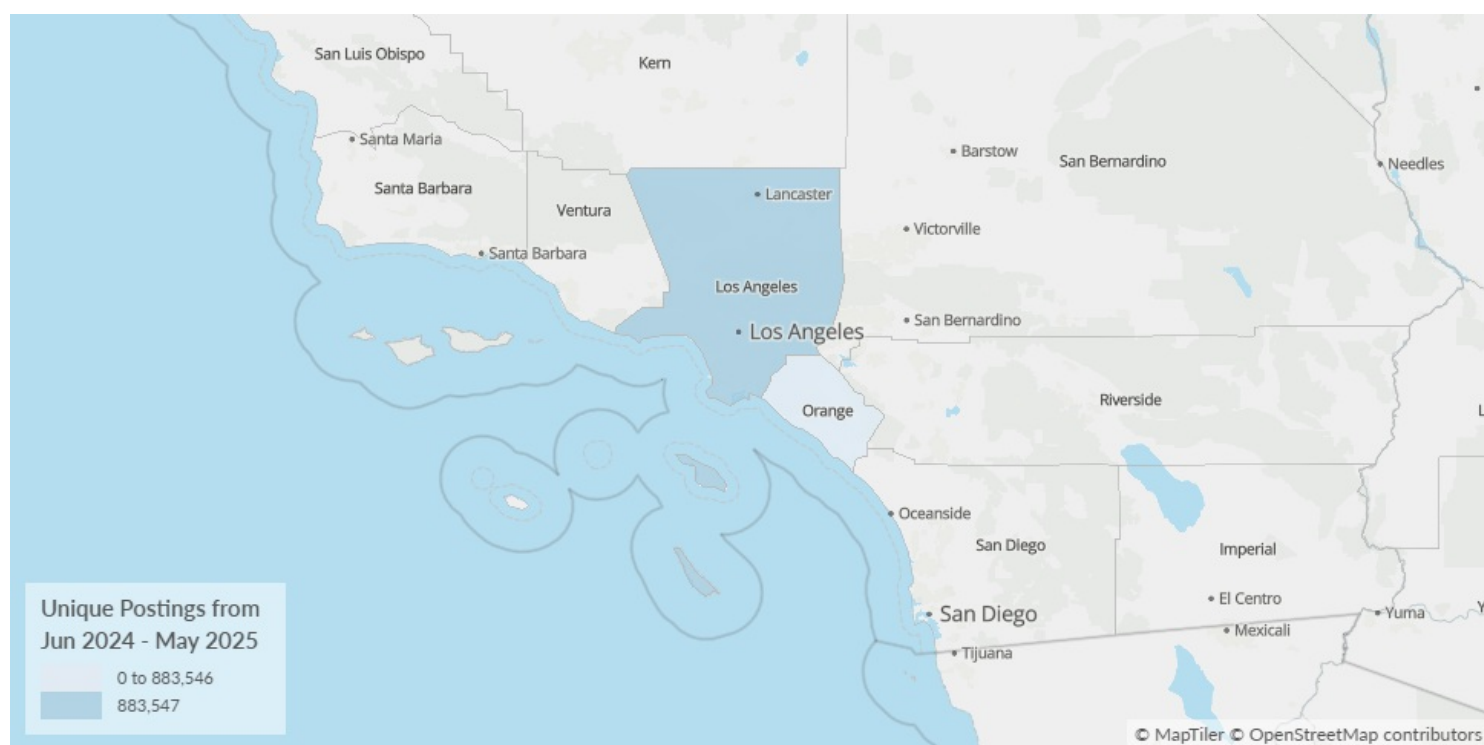 San Luis Obispo
Kern
Santa Maria
Barstow
San Bernardino
Needles
Santa Barbara
Lancaster
Ventura
Victorville
Santa Barbara
Los Angeles
Los Angeles
San Bernardino
Orange
Riverside
L
Oceanside
San Diego
Imperial
El Centro
San Diego
Yuma
Y
Mexicali
Tijuana
Unique Postings from
Jun 2024 - May 2025
0 to 883,546
883,547
© MapTiler © OpenStreetMap contributors